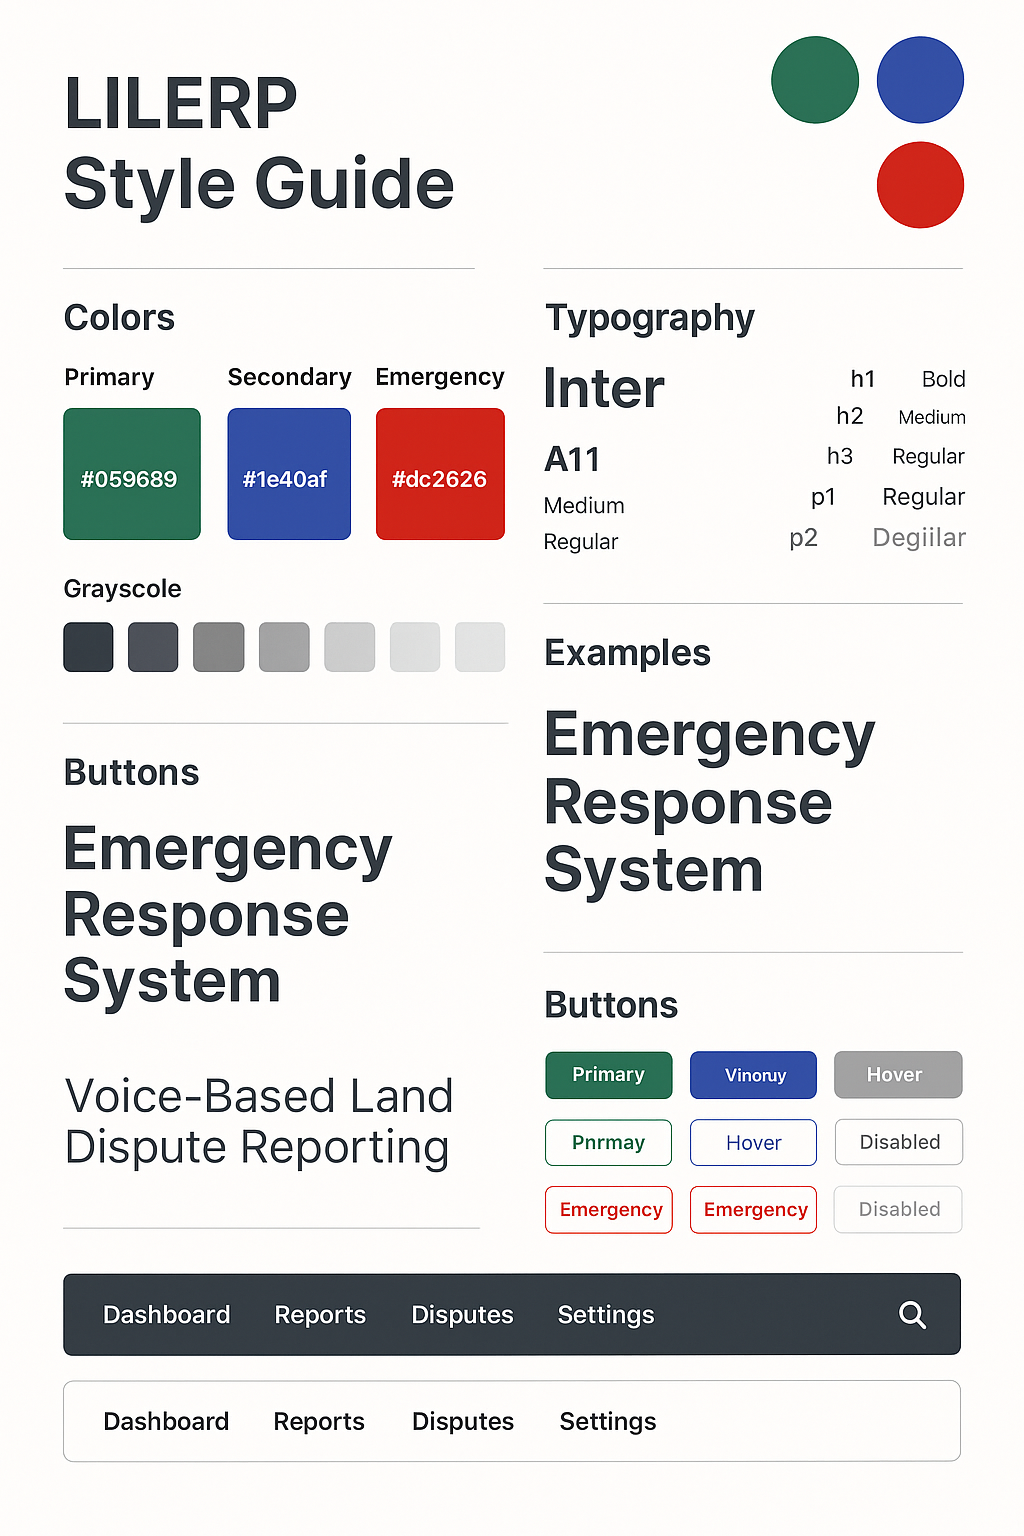 LILERP
Style Guide
Colors
Primary Secondary Emergency
#059689 #1e40af #dc2626
Grayscole
Typography
Inter
A11
Medium
Regular
h1 Bold
h2 Medium
h3 Regular
p1 Regular
p2 Degiilar
Examples
Emergency
Response
System
Buttons
Emergency
Response
System
Voice-Based Land
Dispute Reporting
Buttons
Primary Vinoruy Hover
Pnrmay Hover Disabled
Emergency Emergency Disabled
Dashboard Reports Disputes Settings
Dashboard Reports Disputes Settings